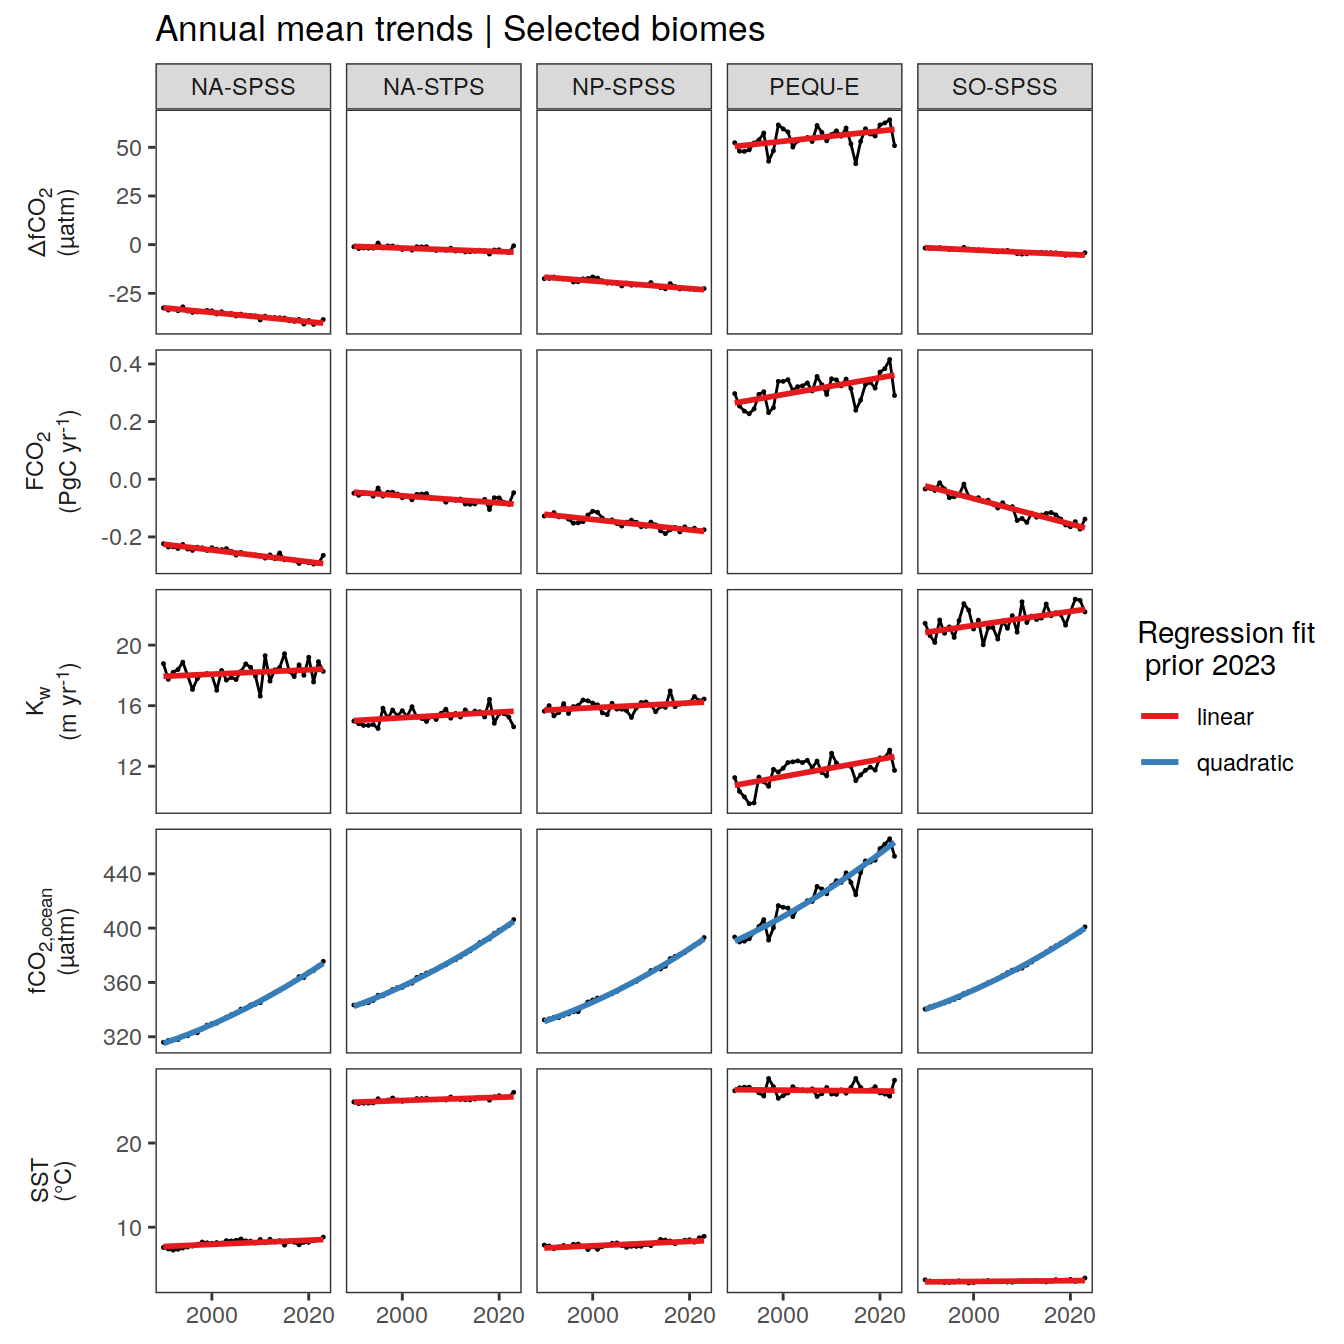 Annual mean trends | Selected biomes
NA-SPSS NA-STPS NP-SPSS PEQU-E SO-SPSS
ΔfCO₂
(µatm)
50
25
0
-25
FCO₂
(PgC yr⁻¹)
0.4
0.2
0.0
-0.2
Kw
(m yr⁻¹)
20
16
12
fCO₂,ocean
(µatm)
440
400
360
320
SST
(°C)
20
10
2000 2020 2000 2020 2000 2020 2000 2020 2000 2020
Regression fit
prior 2023
linear
quadratic